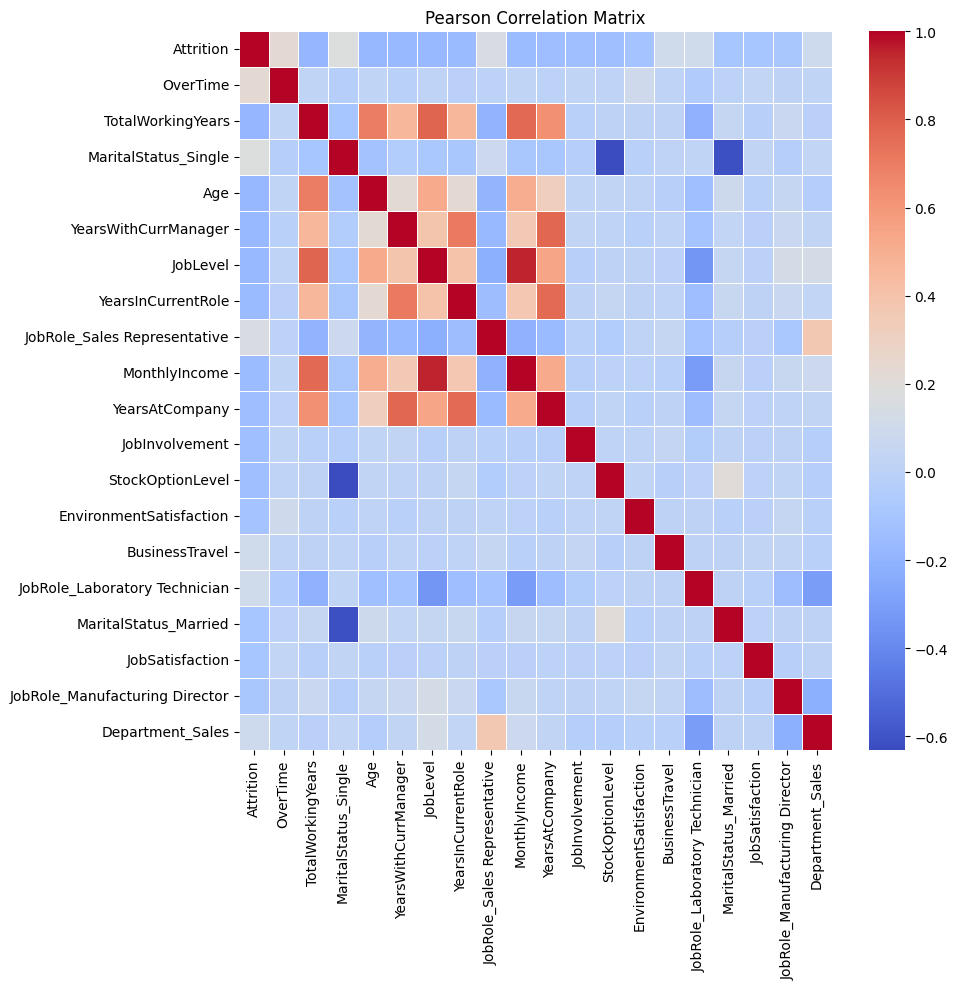 Pearson Correlation Matrix
Attrition
OverTime
TotalWorkingYears
MaritalStatus_Single
Age
YearsWithCurrManager
JobLevel
YearsInCurrentRole
JobRole_Sales Representative
MonthlyIncome
YearsAtCompany
JobInvolvement
StockOptionLevel
EnvironmentSatisfaction
BusinessTravel
JobRole_Laboratory Technician
MaritalStatus_Married
JobSatisfaction
JobRole_Manufacturing Director
Department_Sales
Attrition
OverTime
TotalWorkingYears
MaritalStatus_Single
Age
YearsWithCurrManager
JobLevel
YearsInCurrentRole
JobRole_Sales Representative
MonthlyIncome
YearsAtCompany
JobInvolvement
StockOptionLevel
EnvironmentSatisfaction
BusinessTravel
JobRole_Laboratory Technician
MaritalStatus_Married
JobSatisfaction
JobRole_Manufacturing Director
Department_Sales
1.0
0.8
0.6
0.4
0.2
0.0
−0.2
−0.4
−0.6